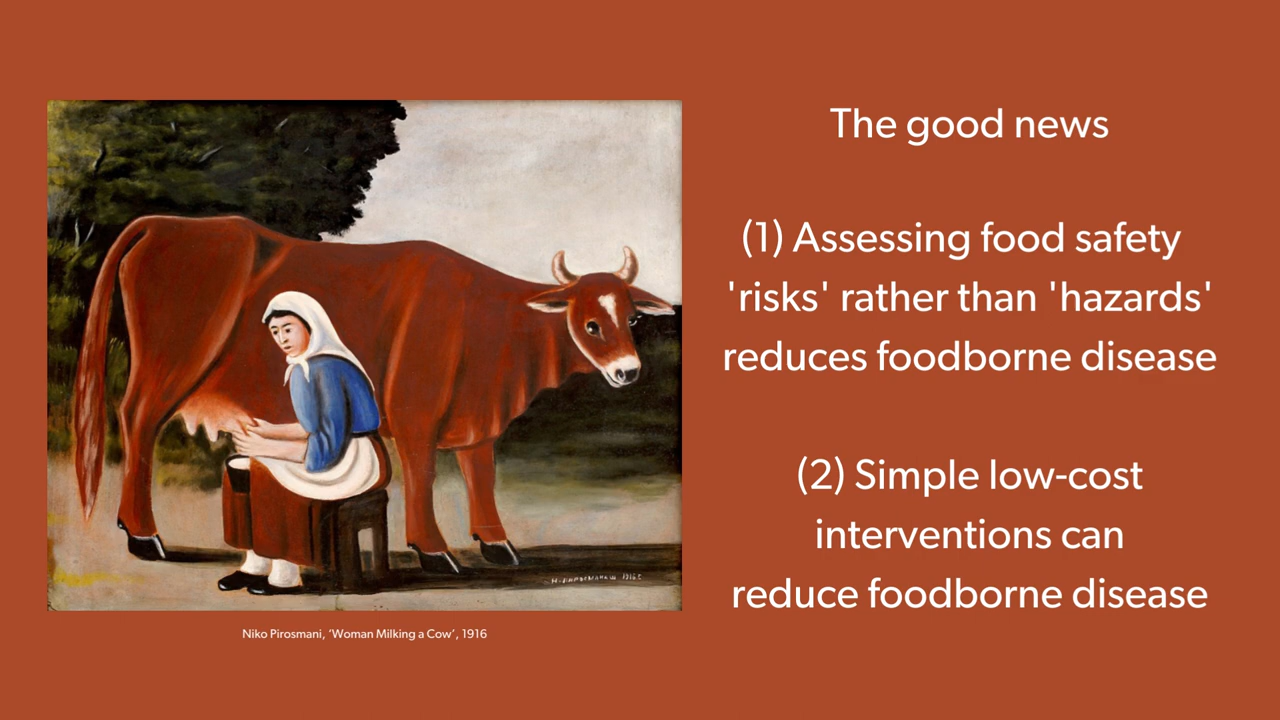 The good news
(1) Assessing food safety
'risks' rather than 'hazards'
reduces foodborne disease
(2) Simple low-cost
interventions can
reduce foodborne disease
Niko Pirosmani, ‘Woman Milking a Cow’, 1916